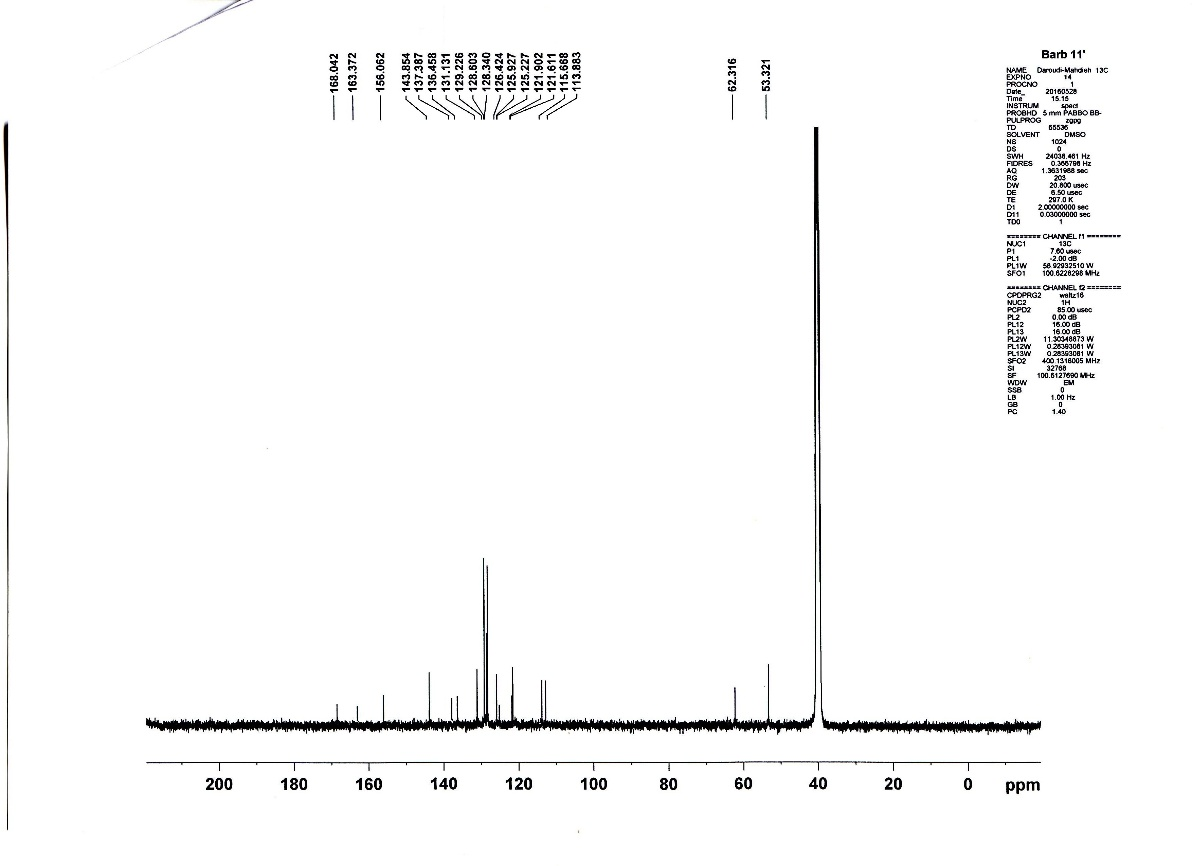 168.042
163.372
156.062
143.854
137.387
136.458
131.131
129.226
128.603
128.340
126.424
125.927
125.227
121.902
121.611
115.668
113.883
62.316
53.321
Barb 11'
NAME Daroudi-Mahdieh 13C
EXPNO 14
PROCNO 1
Date_ 20160528
Time 15.15
INSTRUM spect
PROBHD 5 mm PABBO BB-
PULPROG zgpg
TD 65536
SOLVENT DMSO
NS 1024
DS 0
SWH 24038.461 Hz
FIDRES 0.366798 Hz
AQ 1.3631988 sec
RG 203
DW 20.800 usec
DE 6.50 usec
TE 297.0 K
D1 2.00000000 sec
D11 0.03000000 sec
TD0 1
======== CHANNEL f1 ========
NUC1 13C
P1 7.60 usec
PL1 -2.00 dB
PL1W 56.92932510 W
SFO1 100.6228298 MHz
======== CHANNEL f2 ========
CPDPRG2 waltz16
NUC2 1H
PCPD2 85.00 usec
PL2 0.00 dB
PL12 16.00 dB
PL13 16.00 dB
PL2W 11.30346873 W
PL12W 0.28393081 W
PL13W 0.28393081 W
SFO2 400.1316005 MHz
SI 32768
SF 100.6127690 MHz
WDW EM
SSB 0
LB 1.00 Hz
GB 0
PC 1.40
200 180 160 140 120 100 80 60 40 20 0 ppm